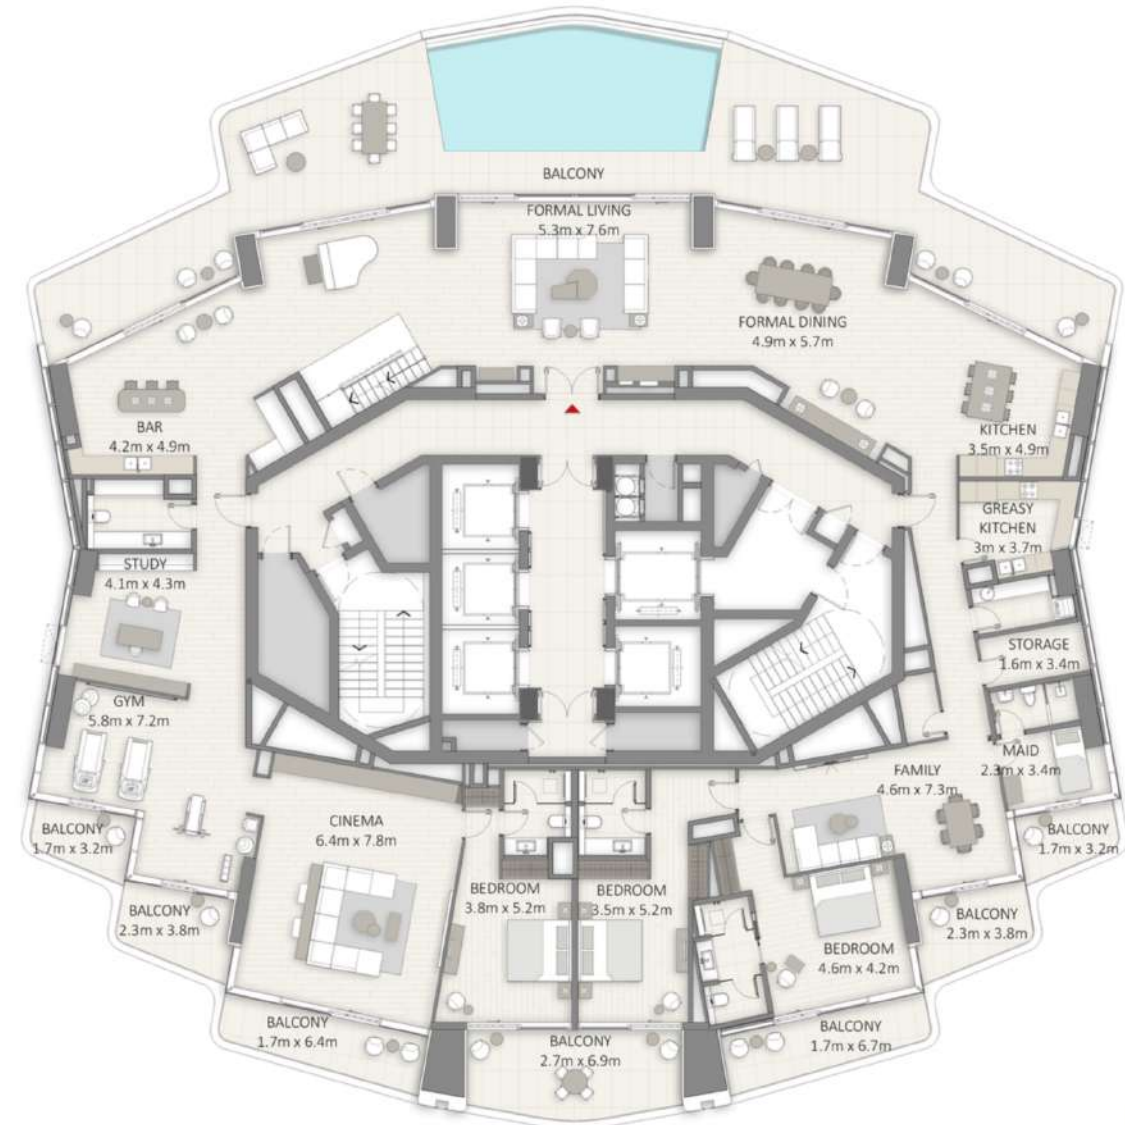 BALCONY
FORMAL LIVING
5.3m x 7.6m
FORMAL DINING
4.9m x 5.7m
BAR
4.2m x 4.9m
KITCHEN
3.5m x 4.9m
GREASY
KITCHEN
3m x 3.7m
STUDY
4.1m x 4.3m
STORAGE
1.6m x 3.4m
GYM
5.8m x 7.2m
MAID
2.3m x 3.4m
FAMILY
4.6m x 7.3m
CINEMA
6.4m x 7.8m
BALCONY
1.7m x 3.2m
BALCONY
1.7m x 3.2m
BEDROOM
3.8m x 5.2m
BEDROOM
3.5m x 5.2m
BALCONY
2.3m x 3.8m
BALCONY
2.3m x 3.8m
BEDROOM
4.6m x 4.2m
BALCONY
1.7m x 6.4m
BALCONY
2.7m x 6.9m
BALCONY
1.7m x 6.7m